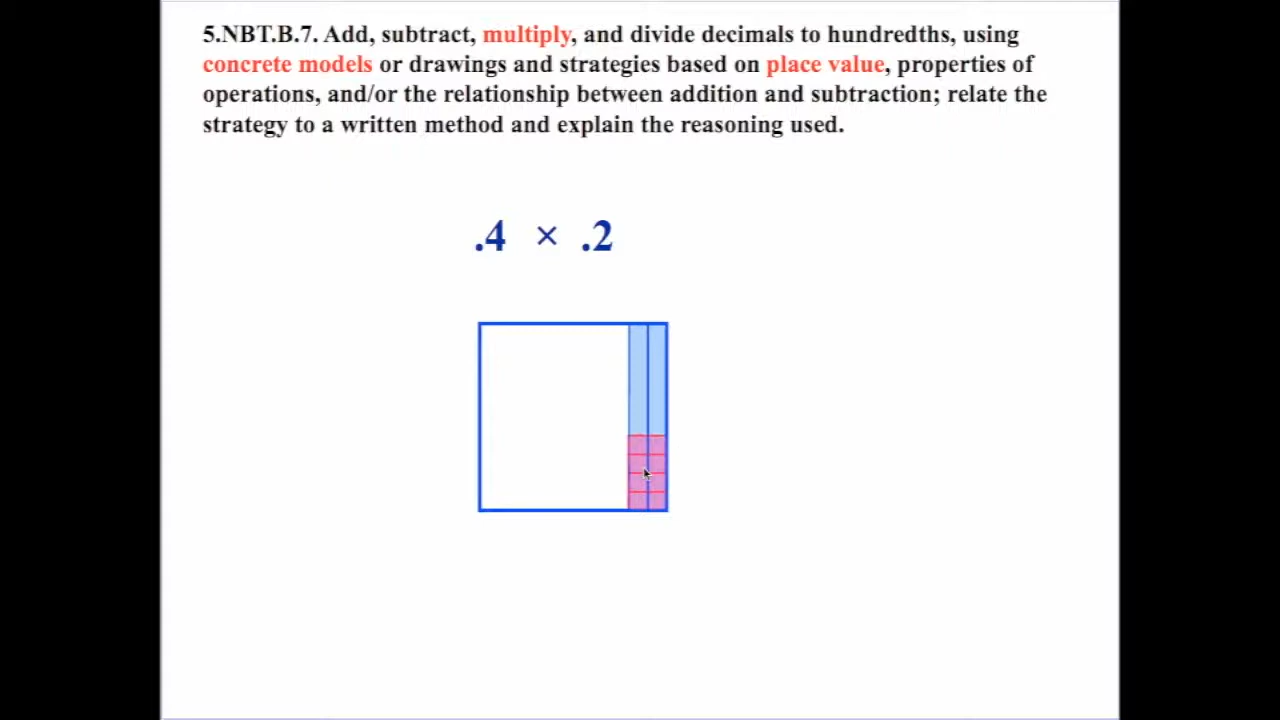 5.NBT.B.7. Add, subtract, multiply, and divide decimals to hundredths, using
concrete models or drawings and strategies based on place value, properties of
operations, and/or the relationship between addition and subtraction; relate the
strategy to a written method and explain the reasoning used.
.4 × .2